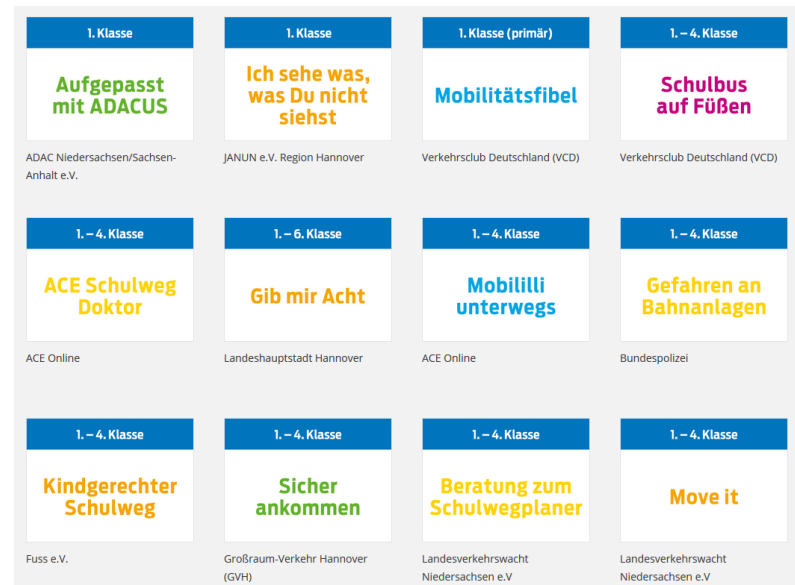 1. Klasse
Aufgepasst
mit ADACUS
ADAC Niedersachsen/Sachsen-
Anhalt e.V.
1. Klasse
Ich sehe was,
was Du nicht
siehst
JANUN e.V. Region Hannover
1. Klasse (primär)
Mobilitätsfibel
Verkehrsclub Deutschland (VCD)
1. – 4. Klasse
Schulbus
auf Füßen
Verkehrsclub Deutschland (VCD)
1. – 4. Klasse
ACE Schulweg
Doktor
ACE Online
1. – 6. Klasse
Gib mir Acht
Landeshauptstadt Hannover
1. – 4. Klasse
Mobililli
unterwegs
ACE Online
1. – 4. Klasse
Gefahren an
Bahnanlagen
Bundespolizei
1. – 4. Klasse
Kindgerechter
Schulweg
Fuss e.V.
1. – 4. Klasse
Sicher
ankommen
Großraum-Verkehr Hannover
(GVH)
1. – 4. Klasse
Beratung zum
Schulwegplaner
Landesverkehrswacht
Niedersachsen e.V
1. – 4. Klasse
Move it
Landesverkehrswacht
Niedersachsen e.V